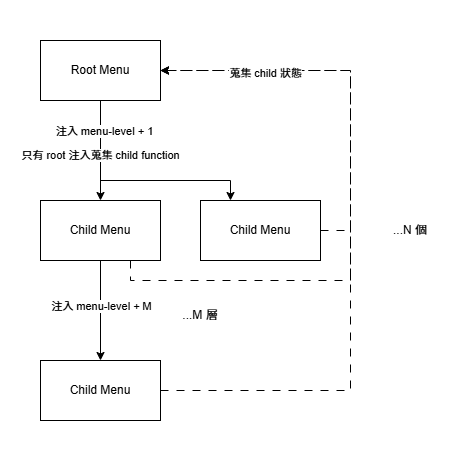 Root Menu
蒐集 child 狀態
注入 menu-level + 1
只有 root 注入蒐集 child function
Child Menu
Child Menu
...N 個
注入 menu-level + M
...M 層
Child Menu